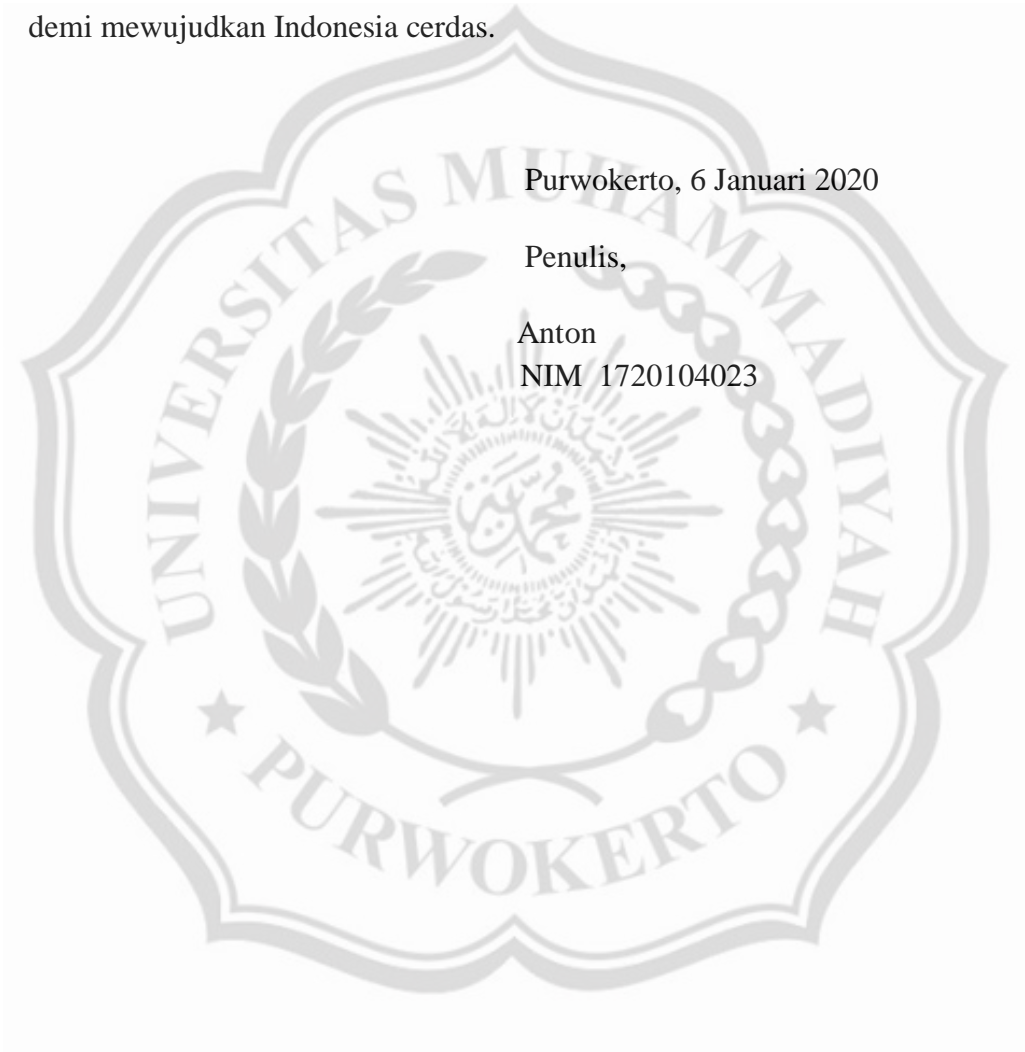 demi mewujudkan Indonesia cerdas.
Purwokerto, 6 Januari 2020
Penulis,
Anton
NIM 1720104023
UNIVERSITAS MUHAMMADIYAH
PURWOKERTO